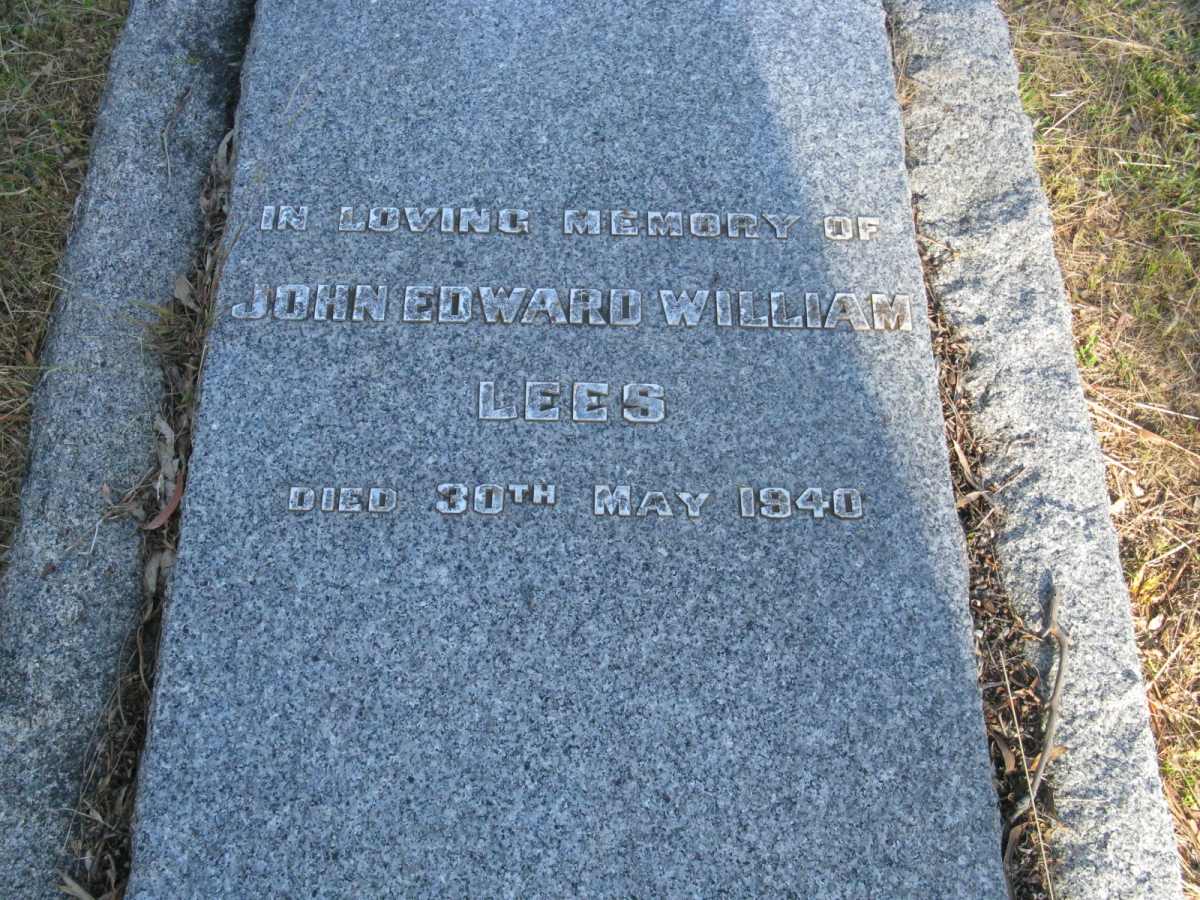 IN LOVING MEMORY OF
JOHN EDWARD WILLIAM
LEES
DIED 30TH MAY 1940